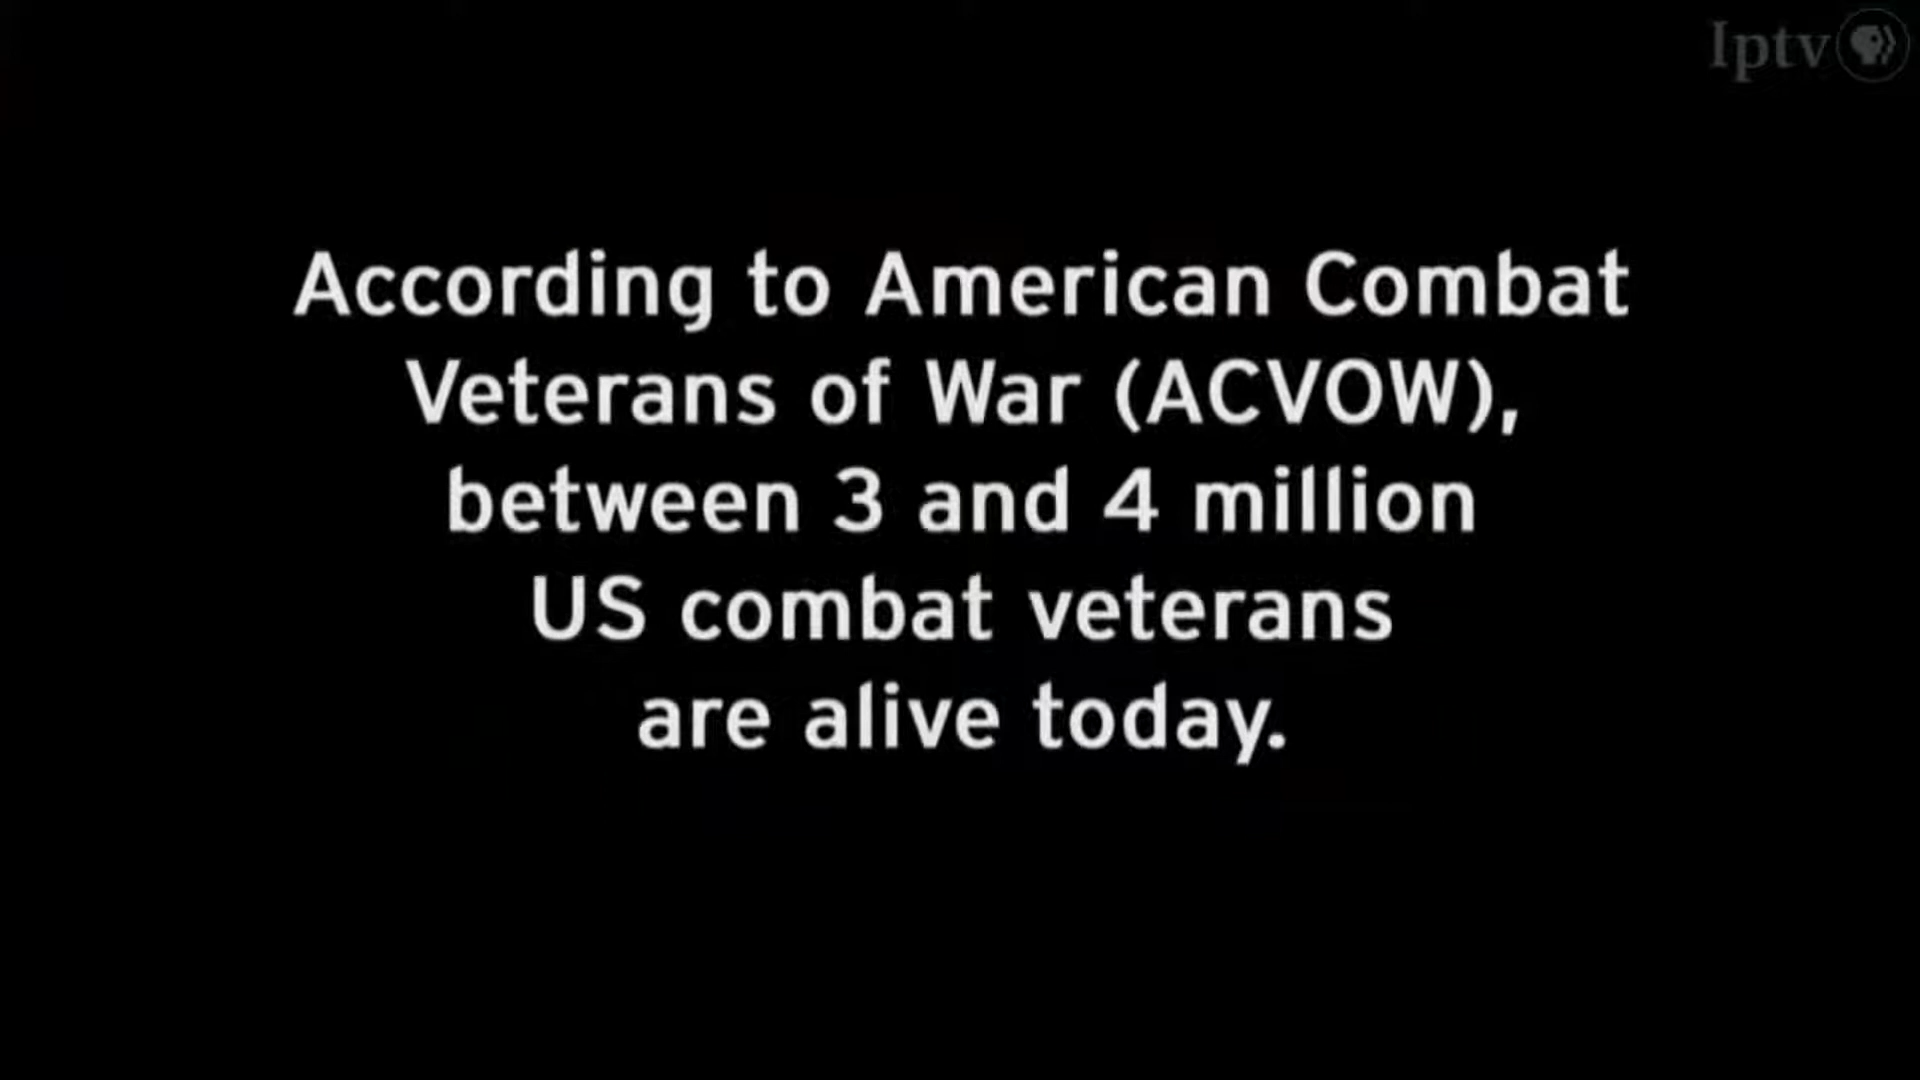 Iptv
According to American Combat
Veterans of War (ACVOW),
between 3 and 4 million
US combat veterans
are alive today.